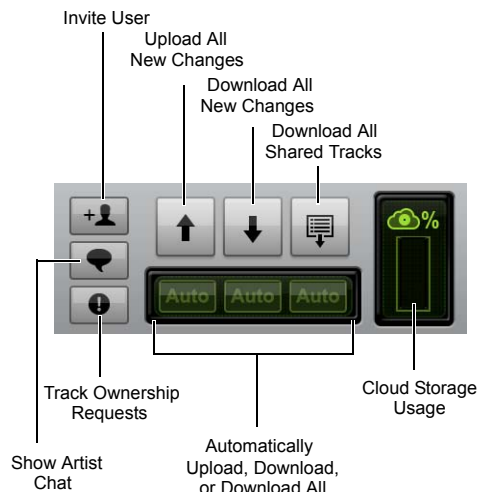 Invite User
Upload All
New Changes
Download All
New Changes
Download All
Shared Tracks
%
Auto Auto Auto
Track Ownership
Requests
Cloud Storage
Usage
Show Artist
Chat
Automatically
Upload, Download,
or Download All